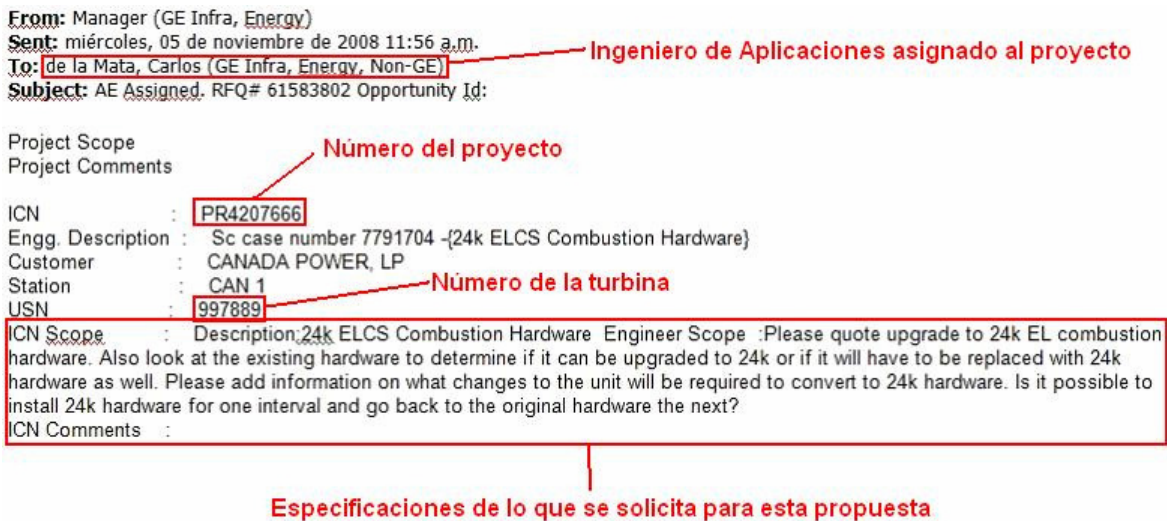 From: Manager (GE Infra, Energy)
Sent: miércoles, 05 de noviembre de 2008 11:56 a.m.
Ingeniero de Aplicaciones asignado al proyecto
To: de la Mata, Carlos (GE Infra, Energy, Non-GE)
Subject: AE Assigned. RFQ# 61583802 Opportunity Id:
Project Scope
Número del proyecto
Project Comments
ICN : PR4207666
Engg. Description : Sc case number 7791704 -{24k ELCS Combustion Hardware}
Customer : CANADA POWER, LP
Station : CAN 1
Número de la turbina
USN : 997889
ICN Scope : Description:24k ELCS Combustion Hardware Engineer Scope :Please quote upgrade to 24k EL combustion
hardware. Also look at the existing hardware to determine if it can be upgraded to 24k or if it will have to be replaced with 24k
hardware as well. Please add information on what changes to the unit will be required to convert to 24k hardware. Is it possible to
install 24k hardware for one interval and go back to the original hardware the next?
ICN Comments :
Especificaciones de lo que se solicita para esta propuesta